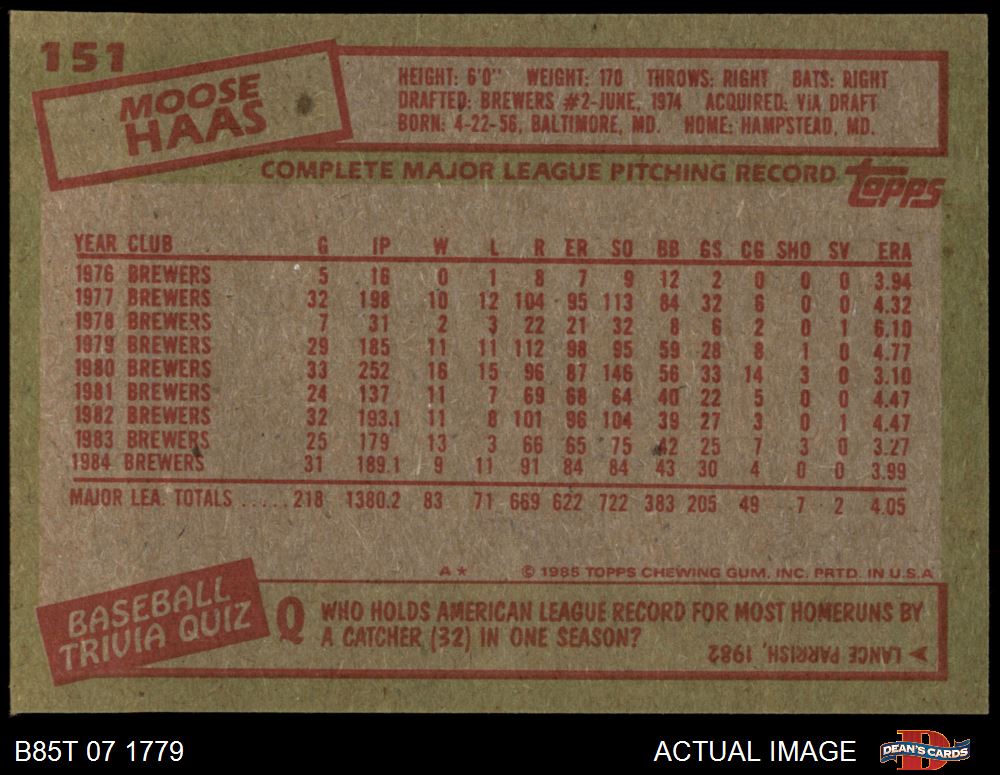 151
MOOSE
HAAS
HEIGHT: 6'0" WEIGHT: 170 THROWS: RIGHT BATS: RIGHT
DRAFTED: BREWERS #2-JUNE, 1974 ACQUIRED: VIA DRAFT
BORN: 4-22-56, BALTIMORE, MD. HOME: HAMPSTEAD, MD.
COMPLETE MAJOR LEAGUE PITCHING RECORD
topps
YEAR CLUB G IP W L R ER SO BB GS CG SHO SV ERA
1976 BREWERS 5 16 0 1 8 7 9 12 2 0 0 0 3.94
1977 BREWERS 32 198 10 12 104 95 113 84 32 6 0 0 4.32
1978 BREWERS 7 31 2 3 22 21 32 8 6 2 0 1 6.10
1979 BREWERS 29 185 11 11 112 98 95 59 28 8 1 0 4.77
1980 BREWERS 33 252 16 15 96 87 146 56 33 14 3 0 3.10
1981 BREWERS 24 137 11 7 69 68 64 40 22 5 0 0 4.47
1982 BREWERS 32 193.1 11 8 101 96 104 39 27 3 0 1 4.47
1983 BREWERS 25 179 13 3 66 65 75 42 25 7 3 0 3.27
1984 BREWERS 31 189.1 9 11 91 84 84 43 30 4 0 0 3.99
MAJOR LEA. TOTALS ..... 218 1380.2 83 71 669 622 722 383 205 49 7 2 4.05
A* © 1985 TOPPS CHEWING GUM, INC. PRTD. IN U.S.A.
BASEBALL
TRIVIA QUIZ
Q WHO HOLDS AMERICAN LEAGUE RECORD FOR MOST HOMERUNS BY
A CATCHER (32) IN ONE SEASON?
LANCE PARRISH, 1982
B85T 07 1779
ACTUAL IMAGE
D
DEAN'S CARDS